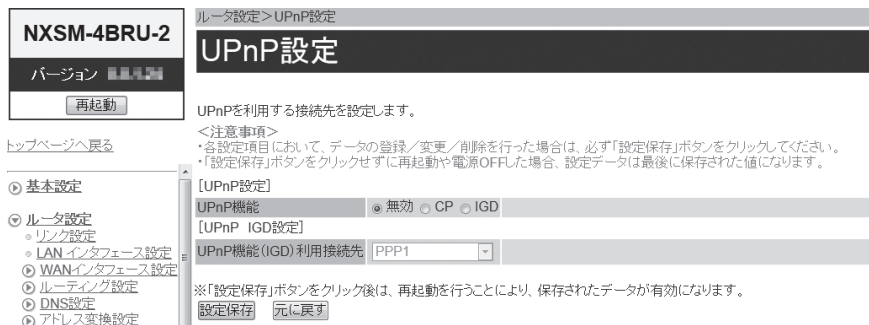 NXSM-4BRU-2
バージョン
再起動
トップページへ戻る
基本設定
ルータ設定
リンク設定
LAN インタフェース設定
WANインタフェース設定
ルーティング設定
DNS設定
アドレス変換設定
ルータ設定>UPnP設定
UPnP設定
UPnPを利用する接続先を設定します。
<注意事項>
・各設定項目において、データの登録/変更/削除を行った場合は、必ず「設定保存」ボタンをクリックしてください。
・「設定保存」ボタンをクリックせずに再起動や電源OFFした場合、設定データは最後に保存された値になります。
[UPnP設定]
UPnP機能 無効 CP IGD
[UPnP IGD設定]
UPnP機能(IGD)利用接続先 PPP1
※「設定保存」ボタンをクリック後は、再起動を行うことにより、保存されたデータが有効になります。
設定保存 元に戻す